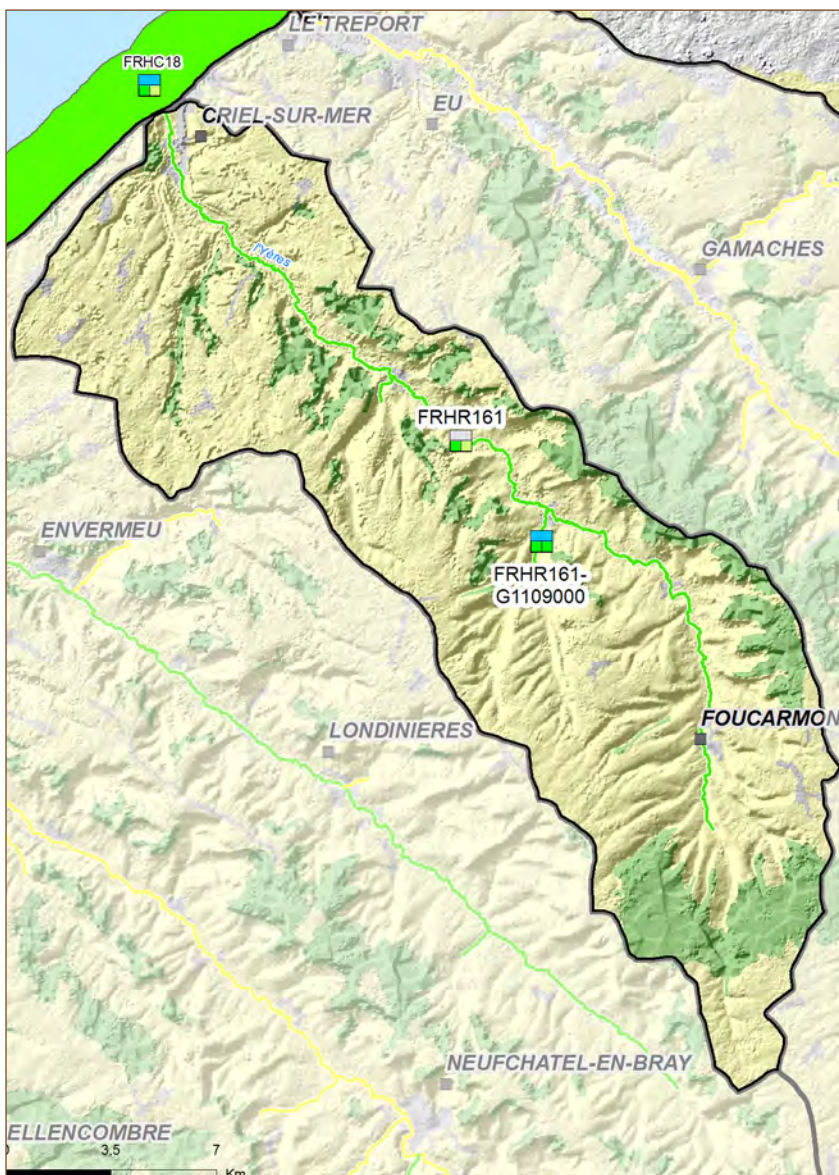 LE TREPORT
FRHC18
EU
CRIEL-SUR-MER
GAMACHES
l'Yères
FRHR161
ENVERMEU
FRHR161-
G1109000
FOUCARMON
LONDINIERES
NEUFCHATEL-EN-BRAY
ELLENCOMBRE
0 3.5 7
Km